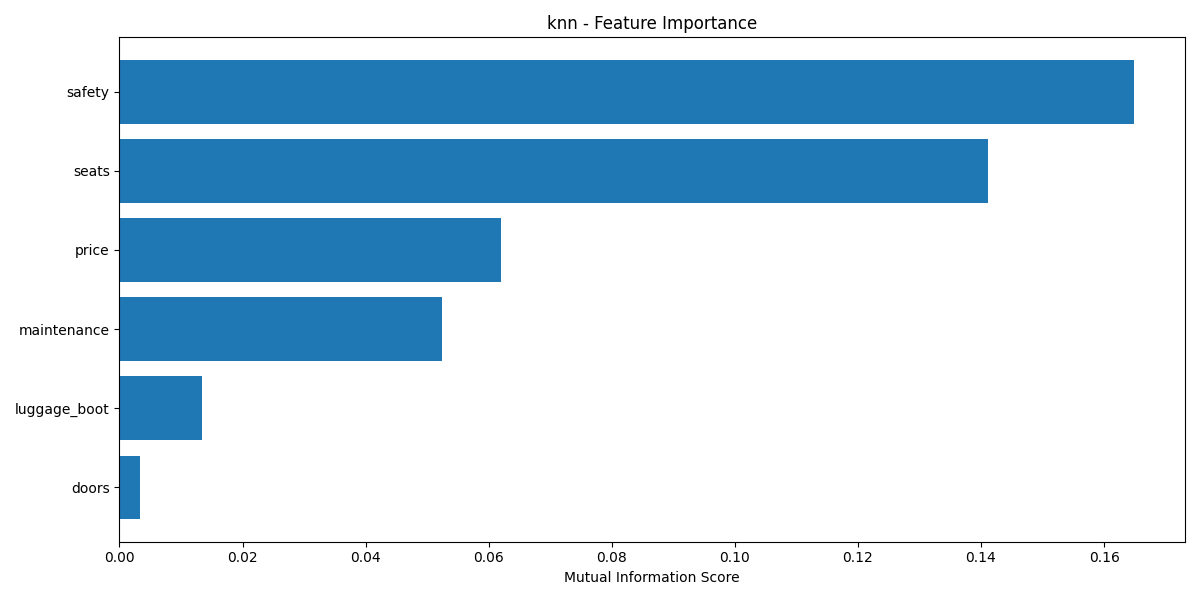 knn - Feature Importance
safety
seats
price
maintenance
luggage_boot
doors
0.00 0.02 0.04 0.06 0.08 0.10 0.12 0.14 0.16
Mutual Information Score